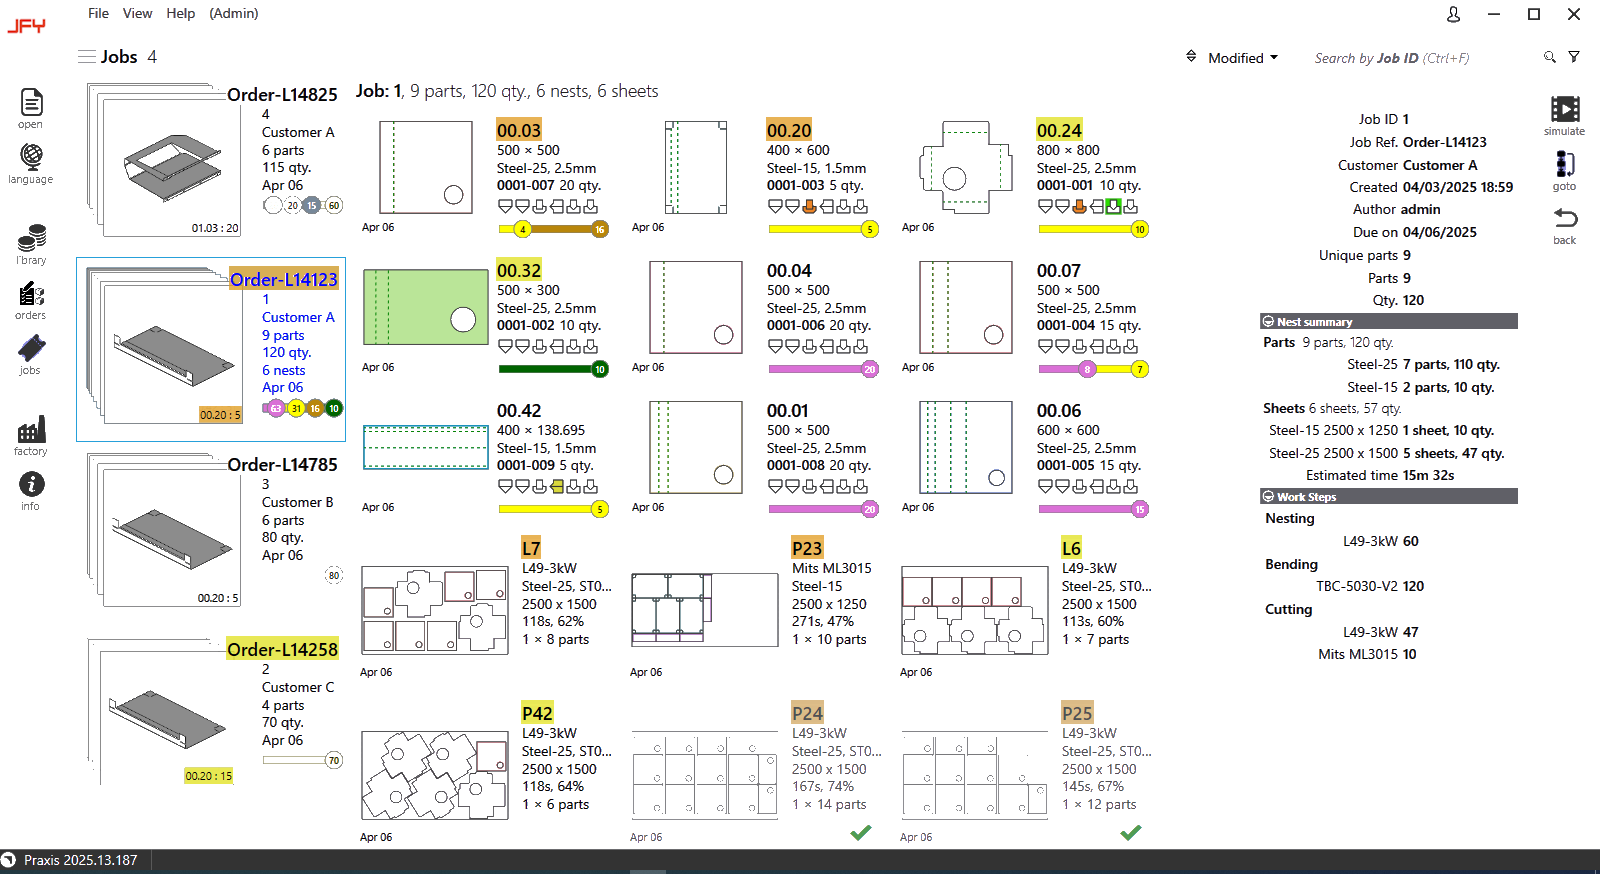 JFY
File View Help (Admin)
Jobs 4
Modified
Search by Job ID (Ctrl+F)
open
language
library
orders
jobs
factory
info
Order-L14825
4
Customer A
6 parts
115 qty.
Apr 06
20 15 60
01.03 : 20
Order-L14123
1
Customer A
9 parts
120 qty.
6 nests
Apr 06
63 31 16 10
00.20 : 5
Order-L14785
3
Customer B
6 parts
80 qty.
Apr 06
80
00.20 : 5
Order-L14258
2
Customer C
4 parts
70 qty.
Apr 06
70
00.20 : 15
Job: 1, 9 parts, 120 qty., 6 nests, 6 sheets
00.03
500 × 500
Steel-25, 2.5mm
0001-007 20 qty.
Apr 06
4 16
00.20
400 × 600
Steel-15, 1.5mm
0001-003 5 qty.
Apr 06
5
00.24
800 × 800
Steel-25, 2.5mm
0001-001 10 qty.
Apr 06
10
00.32
500 × 300
Steel-25, 2.5mm
0001-002 10 qty.
Apr 06
10
00.04
500 × 500
Steel-25, 2.5mm
0001-006 20 qty.
Apr 06
20
00.07
500 × 500
Steel-25, 2.5mm
0001-004 15 qty.
Apr 06
8 7
00.42
400 × 138.695
Steel-15, 1.5mm
0001-009 5 qty.
Apr 06
5
00.01
500 × 500
Steel-25, 2.5mm
0001-008 20 qty.
Apr 06
20
00.06
600 × 600
Steel-25, 2.5mm
0001-005 15 qty.
Apr 06
15
L7
L49-3kW
Steel-25, ST0...
2500 x 1500
118s, 62%
1 × 8 parts
Apr 06
P23
Mits ML3015
Steel-15
2500 x 1250
271s, 47%
1 × 10 parts
Apr 06
L6
L49-3kW
Steel-25, ST0...
2500 x 1500
113s, 60%
1 × 7 parts
Apr 06
P42
L49-3kW
Steel-25, ST0...
2500 x 1500
118s, 64%
1 × 6 parts
Apr 06
P24
L49-3kW
Steel-25, ST0...
2500 x 1500
167s, 74%
1 × 14 parts
Apr 06
P25
L49-3kW
Steel-25, ST0...
2500 x 1500
145s, 67%
1 × 12 parts
Apr 06
Job ID 1
Job Ref. Order-L14123
Customer Customer A
Created 04/03/2025 18:59
Author admin
Due on 04/06/2025
Unique parts 9
Parts 9
Qty. 120
Nest summary
Parts 9 parts, 120 qty.
Steel-25 7 parts, 110 qty.
Steel-15 2 parts, 10 qty.
Sheets 6 sheets, 57 qty.
Steel-15 2500 x 1250 1 sheet, 10 qty.
Steel-25 2500 x 1500 5 sheets, 47 qty.
Estimated time 15m 32s
Work Steps
Nesting
L49-3kW 60
Bending
TBC-5030-V2 120
Cutting
L49-3kW 47
Mits ML3015 10
simulate
goto
back
Praxis 2025.13.187